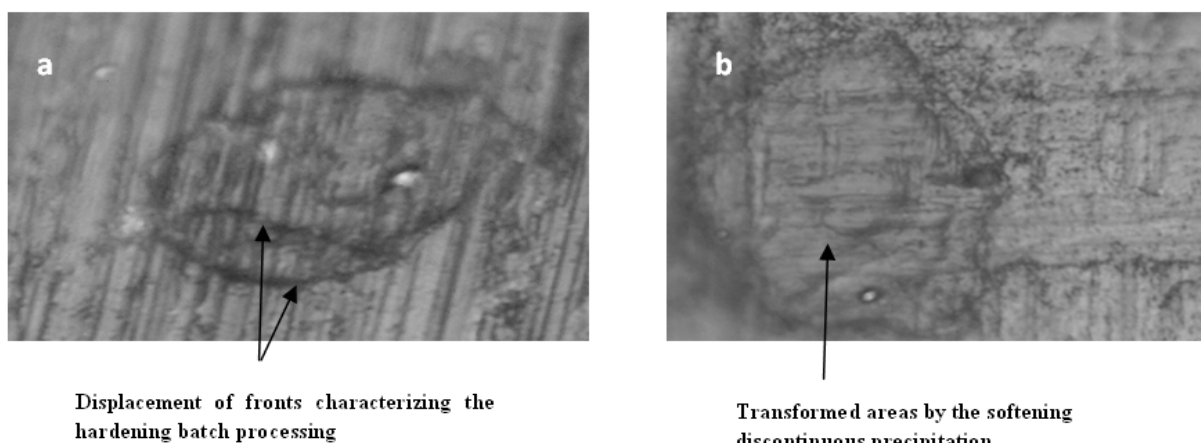 a
b
Displacement of fronts characterizing the
hardening batch processing
Transformed areas by the softening
discontinuous precipitation